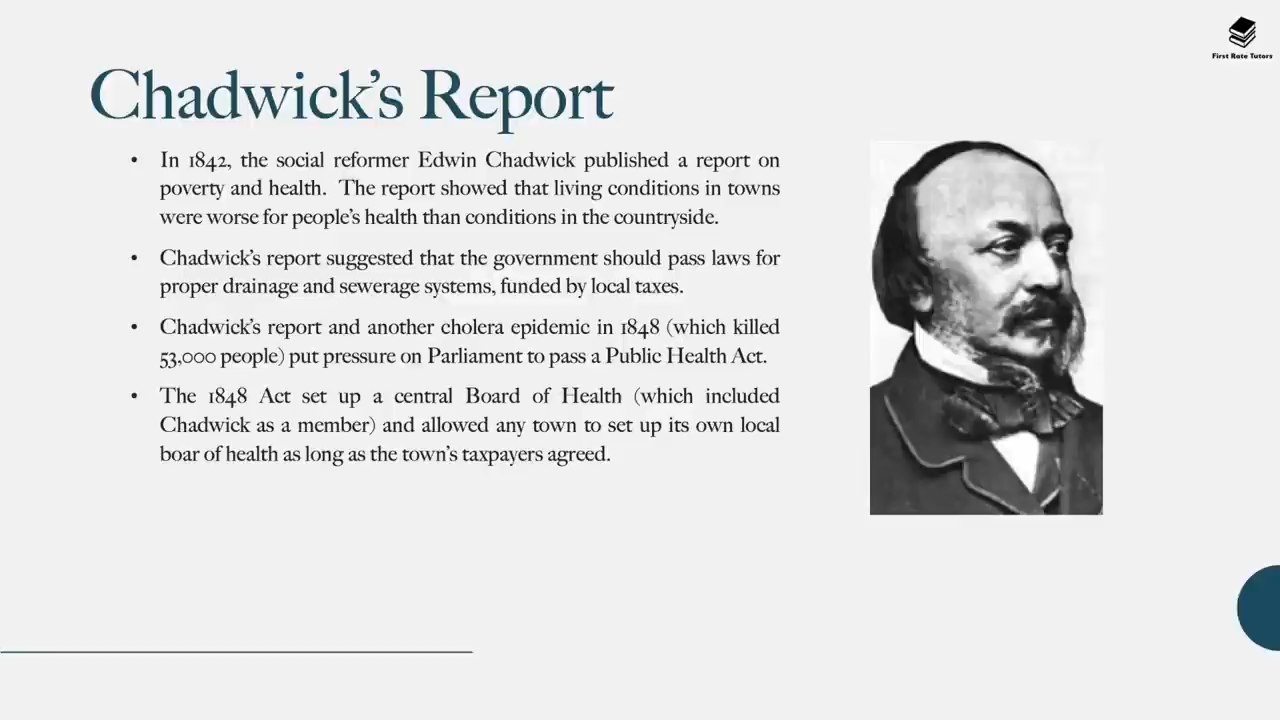 First Rate Tutors
Chadwick's Report
• In 1842, the social reformer Edwin Chadwick published a report on
poverty and health. The report showed that living conditions in towns
were worse for people's health than conditions in the countryside.
• Chadwick's report suggested that the government should pass laws for
proper drainage and sewerage systems, funded by local taxes.
• Chadwick's report and another cholera epidemic in 1848 (which killed
53,000 people) put pressure on Parliament to pass a Public Health Act.
• The 1848 Act set up a central Board of Health (which included
Chadwick as a member) and allowed any town to set up its own local
boar of health as long as the town's taxpayers agreed.